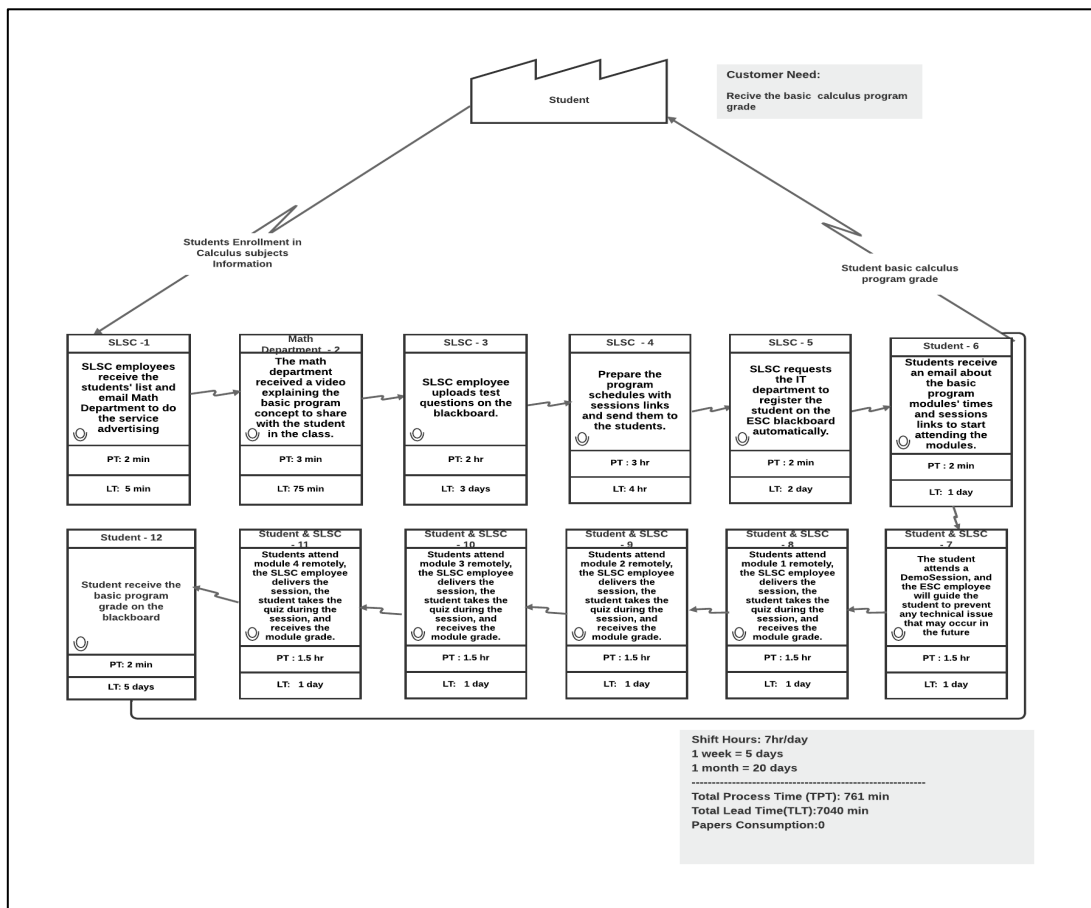 Student
Customer Need:
Recive the basic calculus program
grade
Students Enrollment in
Calculus subjects
Information
Student basic calculus
program grade
SLSC -1
SLSC employees
receive the
students' list and
email Math
Department to do
the service
advertising
PT: 2 min
LT: 5 min
Math
Department - 2
The math
department
received a video
explaining the
basic program
concept to share
with the student
in the class.
PT: 3 min
LT: 75 min
SLSC - 3
SLSC employee
uploads test
questions on the
blackboard.
PT: 2 hr
LT: 3 days
SLSC - 4
Prepare the
program
schedules with
sessions links
and send them to
the students.
PT : 3 hr
LT: 4 hr
SLSC - 5
SLSC requests
the IT
department to
register the
student on the
ESC blackboard
automatically.
PT : 2 min
LT: 2 day
Student - 6
Students receive
an email about
the basic
program
modules' times
and sessions
links to start
attending the
modules.
PT : 2 min
LT: 1 day
Student - 12
Student receive the
basic program
grade on the
blackboard
PT: 2 min
LT: 5 days
Student & SLSC
- 11
Students attend
module 4 remotely,
the SLSC employee
delivers the
session, the
student takes the
quiz during the
session, and
receives the
module grade.
PT : 1.5 hr
LT: 1 day
Student & SLSC
- 10
Students attend
module 3 remotely,
the SLSC employee
delivers the
session, the
student takes the
quiz during the
session, and
receives the
module grade.
PT : 1.5 hr
LT: 1 day
Student & SLSC
- 9
Students attend
module 2 remotely,
the SLSC employee
delivers the
session, the
student takes the
quiz during the
session, and
receives the
module grade.
PT : 1.5 hr
LT: 1 day
Student & SLSC
- 8
Students attend
module 1 remotely,
the SLSC employee
delivers the
session, the
student takes the
quiz during the
session, and
receives the
module grade.
PT : 1.5 hr
LT: 1 day
Student & SLSC
- 7
The student
attends a
DemoSession, and
the ESC employee
will guide the
student to prevent
any technical issue
that may occur in
the future
PT : 1.5 hr
LT: 1 day
Shift Hours: 7hr/day
1 week = 5 days
1 month = 20 days
----------------------------------------------------------
Total Process Time (TPT): 761 min
Total Lead Time(TLT):7040 min
Papers Consumption:0